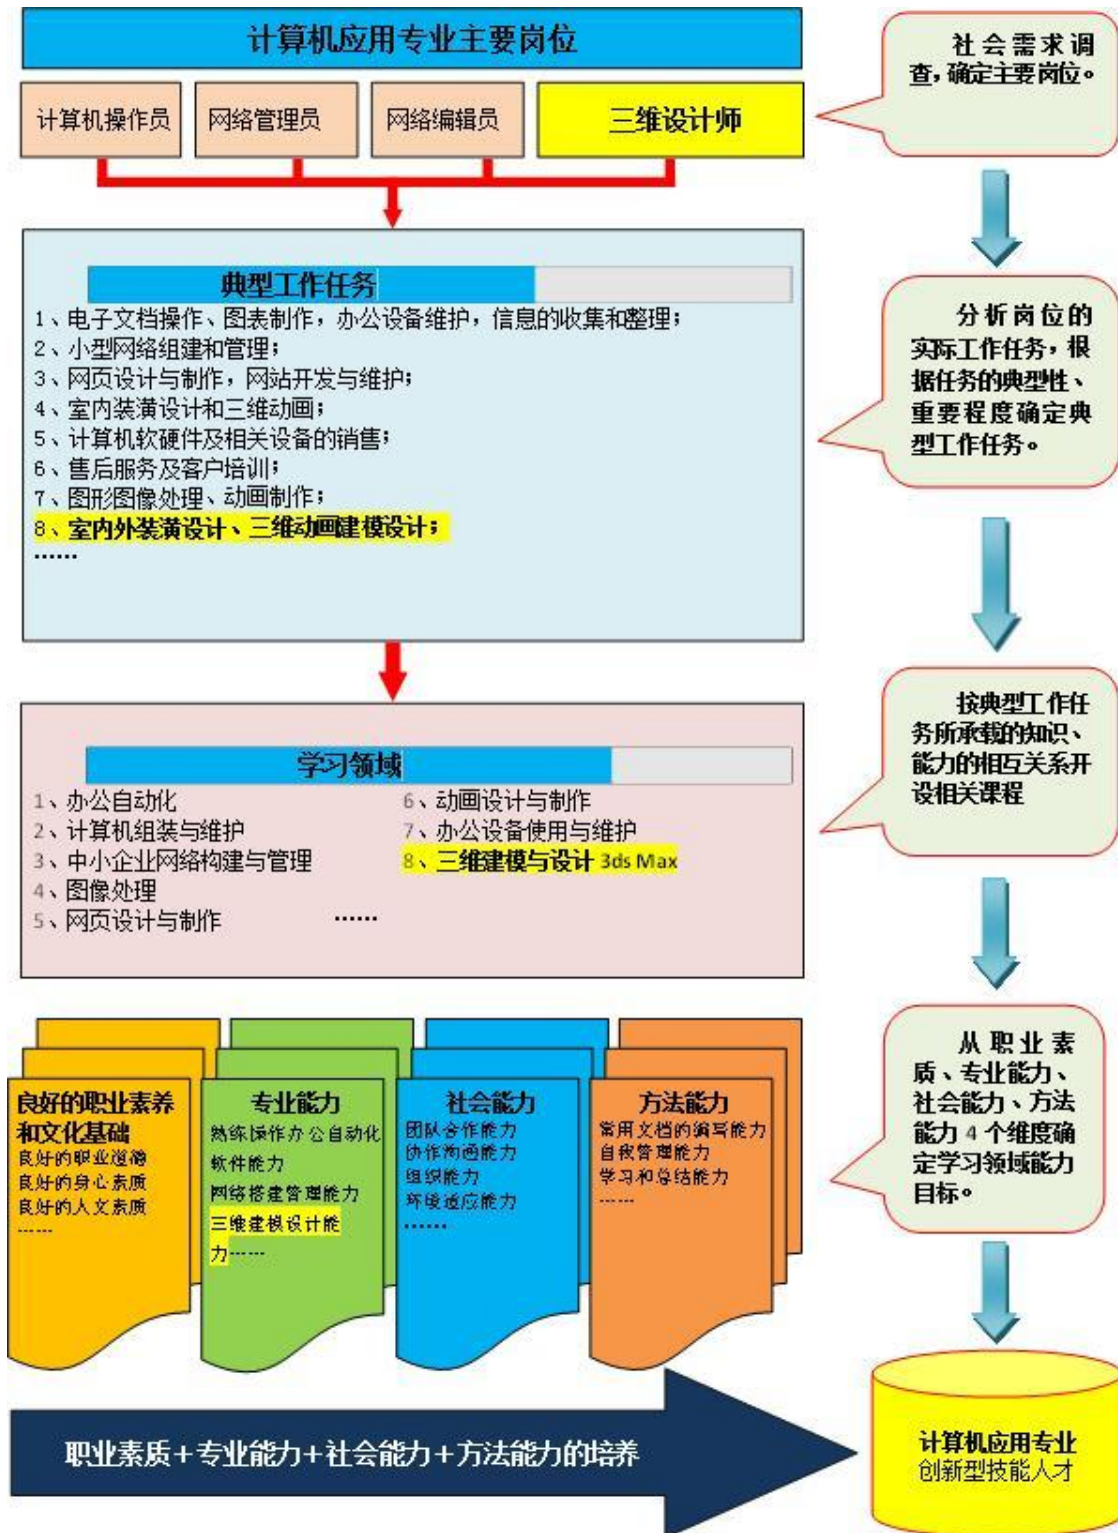 计算机应用专业主要岗位
计算机操作员
网络管理员
网络编辑员
三维设计师
社会需求调
查，确定主要岗位。
典型工作任务
1、电子文档操作、图表制作，办公设备维护，信息的收集和整理；
2、小型网络组建和管理；
3、网页设计与制作，网站开发与维护；
4、室内装潢设计和三维动画；
5、计算机软硬件及相关设备的销售；
6、售后服务及客户培训；
7、图形图像处理、动画制作；
8、室内外装潢设计、三维动画建模设计；
……
分析岗位的
实际工作任务，根
据任务的典型性、
重要程度确定典
型工作任务。
学习领域
1、办公自动化
2、计算机组装与维护
3、中小企业网络构建与管理
4、图像处理
5、网页设计与制作
6、动画设计与制作
7、办公设备使用与维护
8、三维建模与设计 3ds Max
……
按典型工作任
务所承载的知识、
能力的相互关系开
设相关课程
良好的职业素养
和文化基础
良好的职业道德
良好的身心素质
良好的人文素质
……
专业能力
熟练操作办公自动化
软件能力
网络搭建管理能力
三维建模设计能
力……
社会能力
团队合作能力
协作沟通能力
组织能力
环境适应能力
……
方法能力
常用文档的编写能力
自我管理能力
学习和总结能力
……
从职业素
质、专业能力、
社会能力、方法
能力 4 个维度确
定学习领域能力
目标。
职业素质＋专业能力＋社会能力＋方法能力的培养
计算机应用专业
创新型技能人才